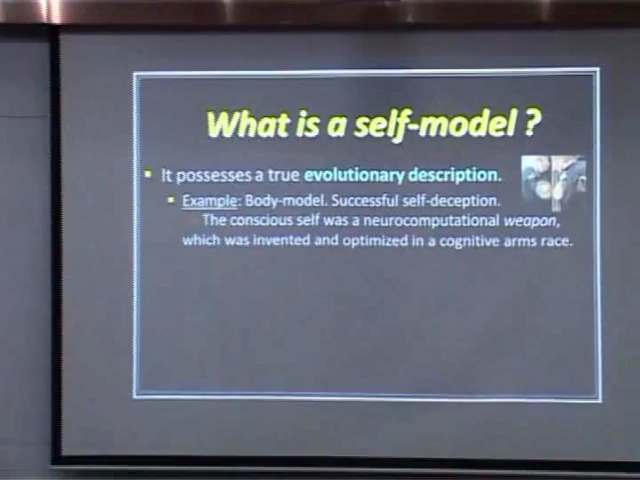 What is a self-model ?
It possesses a true evolutionary description.
Example: Body-model. Successful self-deception.
The conscious self was a neurocomputational weapon,
which was invented and optimized in a cognitive arms race.